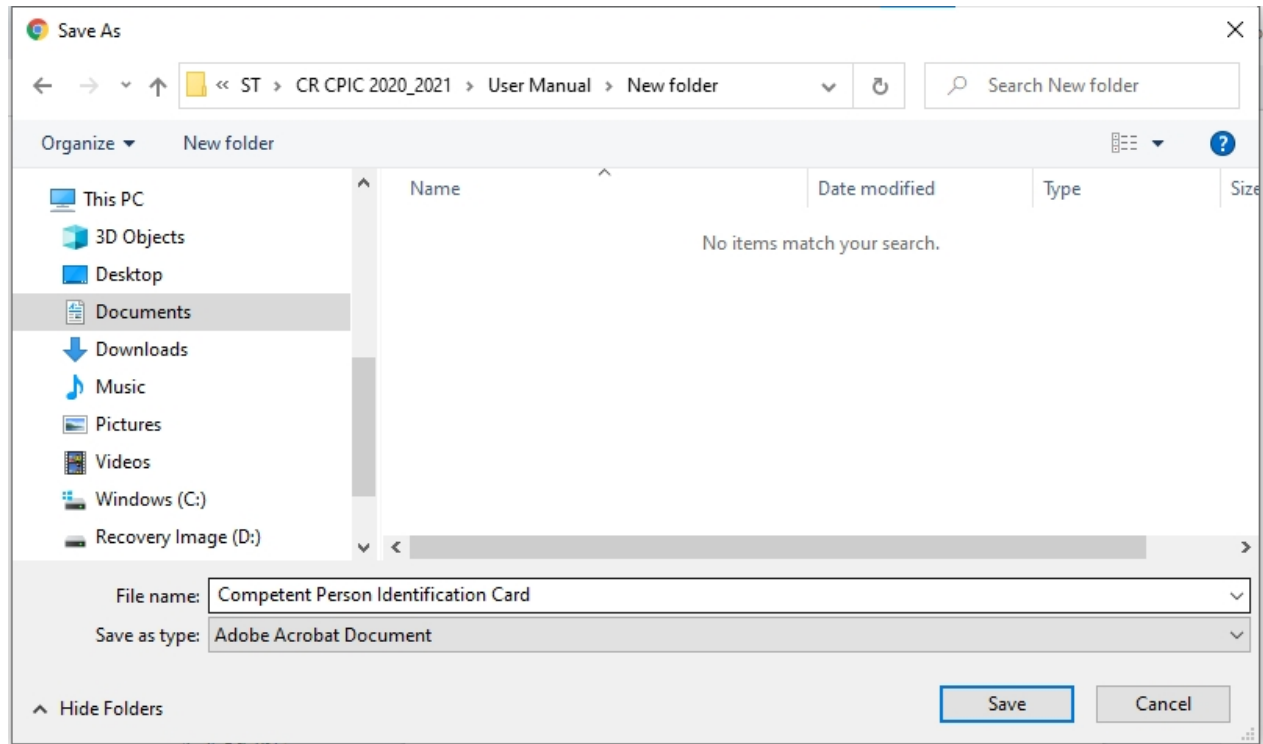 Save As
« ST › CR CPIC 2020_2021 › User Manual › New folder
Search New folder
Organize
New folder
Name
Date modified
Type
Size
This PC
3D Objects
Desktop
Documents
Downloads
Music
Pictures
Videos
Windows (C:)
Recovery Image (D:)
No items match your search.
File name: Competent Person Identification Card
Save as type: Adobe Acrobat Document
Hide Folders
Save
Cancel